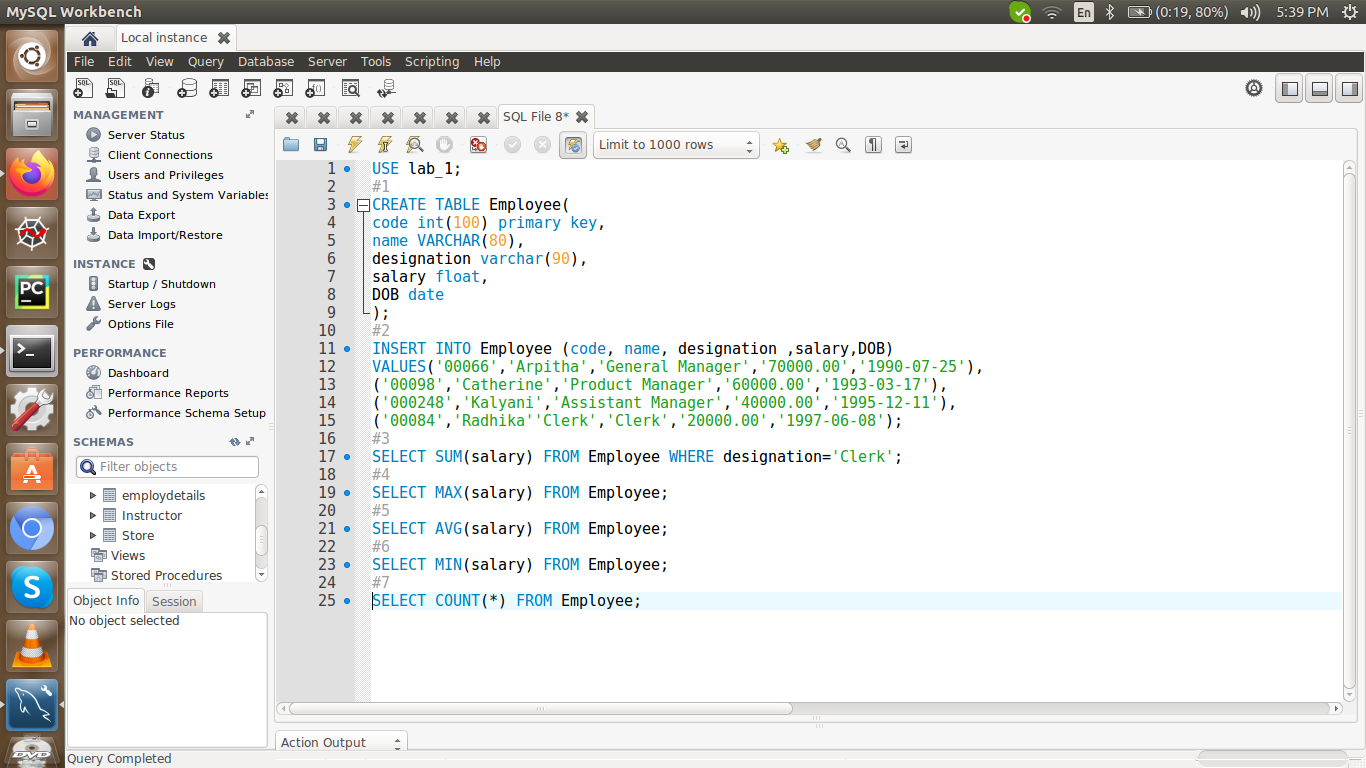 MySQL Workbench
En
(0:19, 80%)
5:39 PM
Local instance
File Edit View Query Database Server Tools Scripting Help
MANAGEMENT
Server Status
Client Connections
Users and Privileges
Status and System Variables
Data Export
Data Import/Restore
INSTANCE
Startup / Shutdown
Server Logs
Options File
PERFORMANCE
Dashboard
Performance Reports
Performance Schema Setup
SCHEMAS
Filter objects
employdetails
Instructor
Store
Views
Stored Procedures
Object Info Session
No object selected
SQL File 8*
Limit to 1000 rows
1 USE lab_1;
2 #1
3 CREATE TABLE Employee(
4 code int(100) primary key,
5 name VARCHAR(80),
6 designation varchar(90),
7 salary float,
8 DOB date
9 );
10 #2
11 INSERT INTO Employee (code, name, designation ,salary,DOB)
12 VALUES('00066','Arpitha','General Manager','70000.00','1990-07-25'),
13 ('00098','Catherine','Product Manager','60000.00','1993-03-17'),
14 ('000248','Kalyani','Assistant Manager','40000.00','1995-12-11'),
15 ('00084','Radhika''Clerk','Clerk','20000.00','1997-06-08');
16 #3
17 SELECT SUM(salary) FROM Employee WHERE designation='Clerk';
18 #4
19 SELECT MAX(salary) FROM Employee;
20 #5
21 SELECT AVG(salary) FROM Employee;
22 #6
23 SELECT MIN(salary) FROM Employee;
24 #7
25 SELECT COUNT(*) FROM Employee;
Action Output
Query Completed
PC
SQL
SQL
DVD